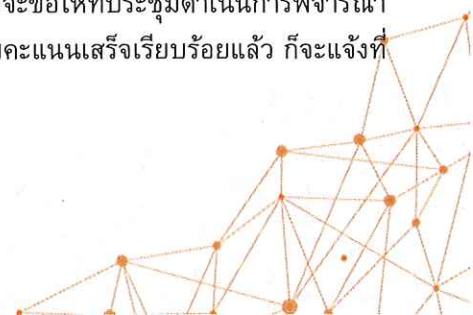 จะขอให้ที่ประชุมดำเนินการพิจารณา
คะแนนเสร็จเรียบร้อยแล้ว ก็จะแจ้งที่